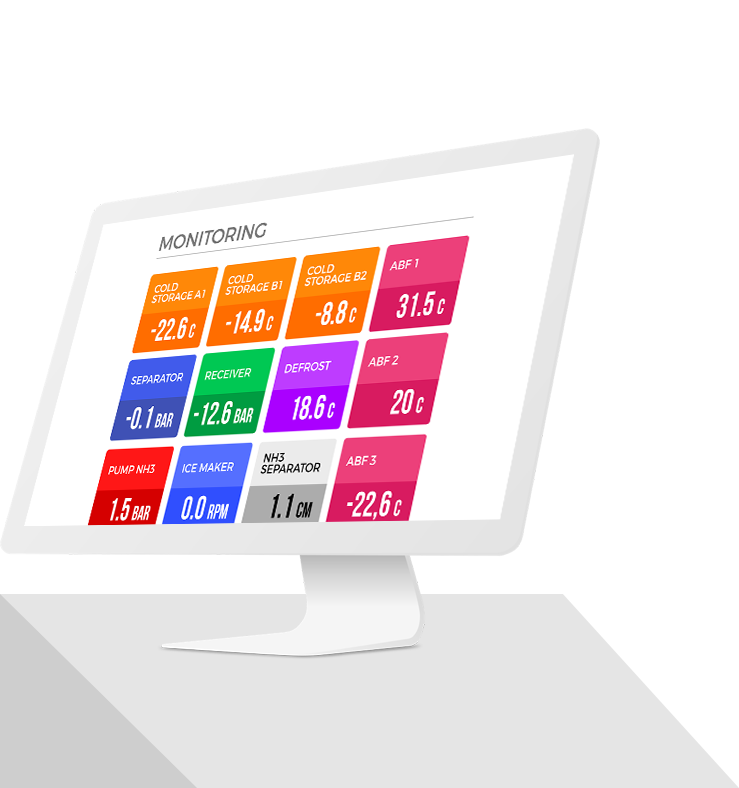 MONITORING
COLD
STORAGE A1
-22.6 C
COLD
STORAGE B1
-14.9 C
COLD
STORAGE B2
-8.8 C
ABF 1
31.5 C
SEPARATOR
-0.1 BAR
RECEIVER
-12.6 BAR
DEFROST
18.6 C
ABF 2
20 C
PUMP NH3
1.5 BAR
ICE MAKER
0.0 RPM
NH3
SEPARATOR
1.1 CM
ABF 3
-22,6 C